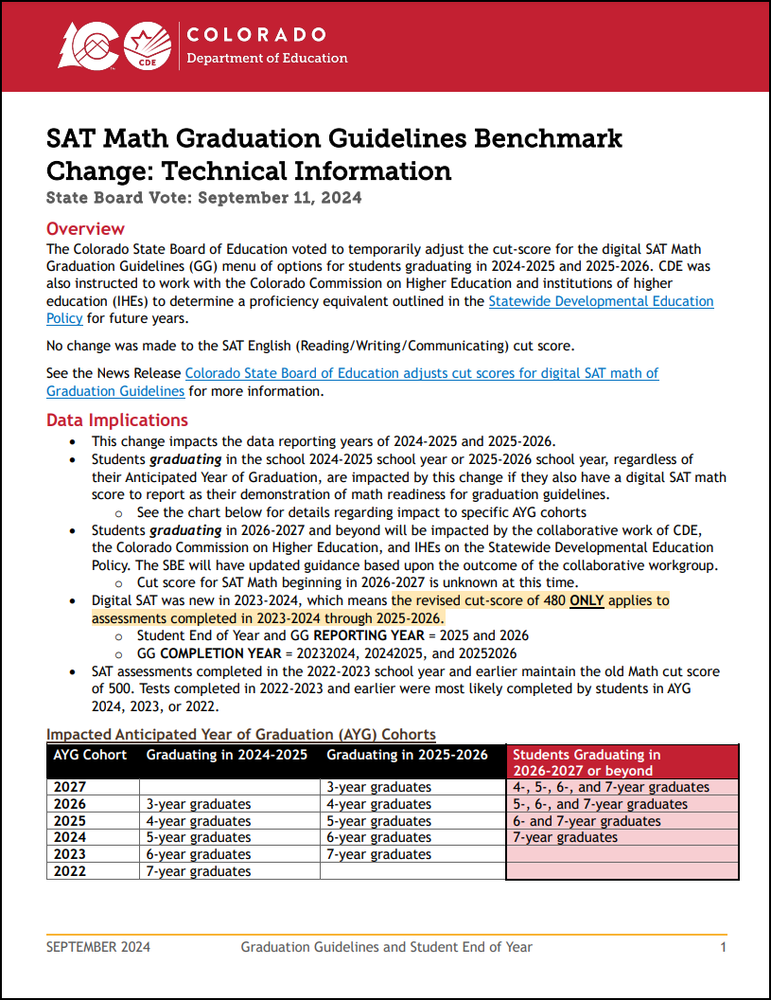 COLORADO
CDE
Department of Education
SAT Math Graduation Guidelines Benchmark
Change: Technical Information
State Board Vote: September 11, 2024
Overview
The Colorado State Board of Education voted to temporarily adjust the cut-score for the digital SAT Math
Graduation Guidelines (GG) menu of options for students graduating in 2024-2025 and 2025-2026. CDE was
also instructed to work with the Colorado Commission on Higher Education and institutions of higher
education (IHEs) to determine a proficiency equivalent outlined in the Statewide Developmental Education
Policy for future years.
No change was made to the SAT English (Reading/Writing/Communicating) cut score.
See the News Release Colorado State Board of Education adjusts cut scores for digital SAT math of
Graduation Guidelines for more information.
Data Implications
• This change impacts the data reporting years of 2024-2025 and 2025-2026.
• Students graduating in the school 2024-2025 school year or 2025-2026 school year, regardless of
their Anticipated Year of Graduation, are impacted by this change if they also have a digital SAT math
score to report as their demonstration of math readiness for graduation guidelines.
o See the chart below for details regarding impact to specific AYG cohorts
• Students graduating in 2026-2027 and beyond will be impacted by the collaborative work of CDE,
the Colorado Commission on Higher Education, and IHEs on the Statewide Developmental Education
Policy. The SBE will have updated guidance based upon the outcome of the collaborative workgroup.
o Cut score for SAT Math beginning in 2026-2027 is unknown at this time.
• Digital SAT was new in 2023-2024, which means the revised cut-score of 480 ONLY applies to
assessments completed in 2023-2024 through 2025-2026.
o Student End of Year and GG REPORTING YEAR = 2025 and 2026
o GG COMPLETION YEAR = 20232024, 20242025, and 20252026
• SAT assessments completed in the 2022-2023 school year and earlier maintain the old Math cut score
of 500. Tests completed in 2022-2023 and earlier were most likely completed by students in AYG
2024, 2023, or 2022.
Impacted Anticipated Year of Graduation (AYG) Cohorts
AYG Cohort Graduating in 2024-2025 Graduating in 2025-2026 Students Graduating in
2026-2027 or beyond
2027 3-year graduates 4-, 5-, 6-, and 7-year graduates
2026 3-year graduates 4-year graduates 5-, 6-, and 7-year graduates
2025 4-year graduates 5-year graduates 6- and 7-year graduates
2024 5-year graduates 6-year graduates 7-year graduates
2023 6-year graduates 7-year graduates
2022 7-year graduates
SEPTEMBER 2024 Graduation Guidelines and Student End of Year 1